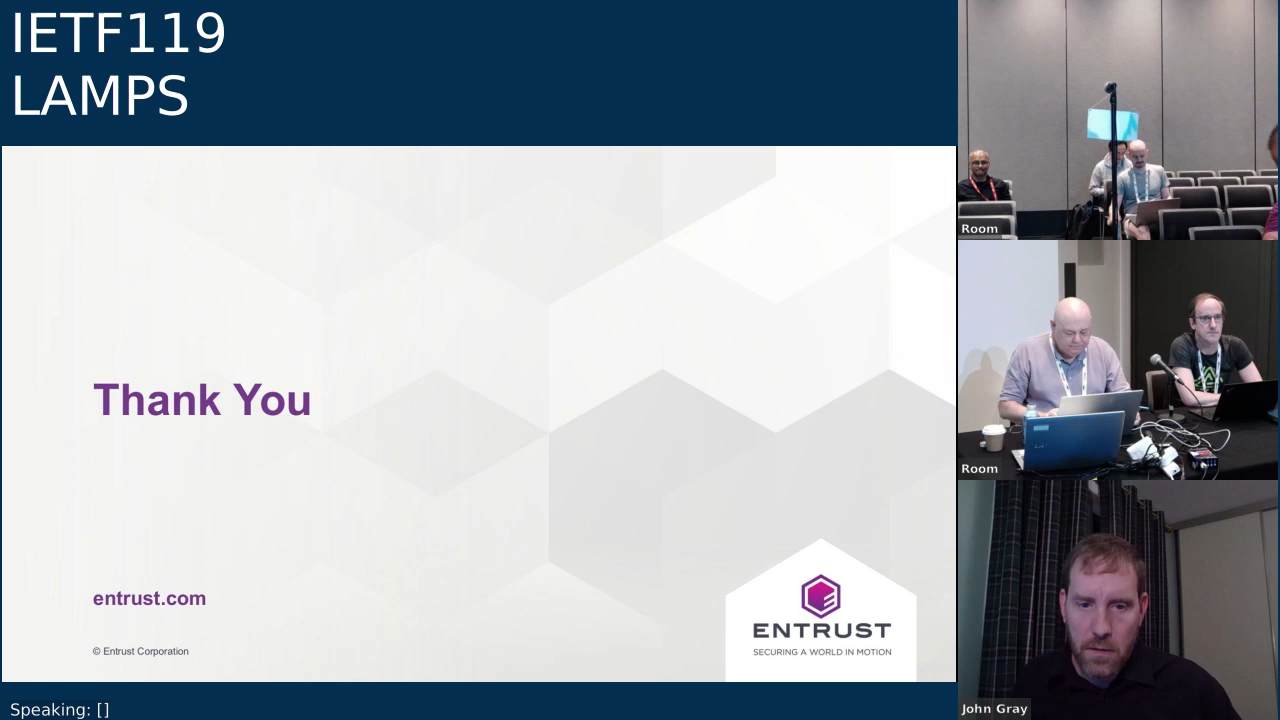 IETF119
LAMPS
Thank You
entrust.com
© Entrust Corporation
ENTRUST
SECURING A WORLD IN MOTION
Speaking: []
Room
Room
John Gray